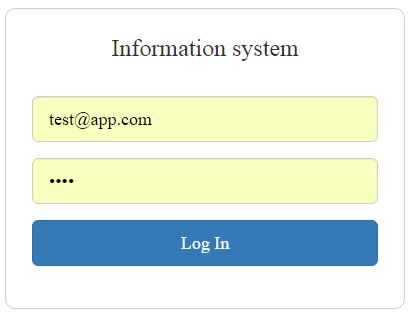 Information system
test@app.com
••••
Log In